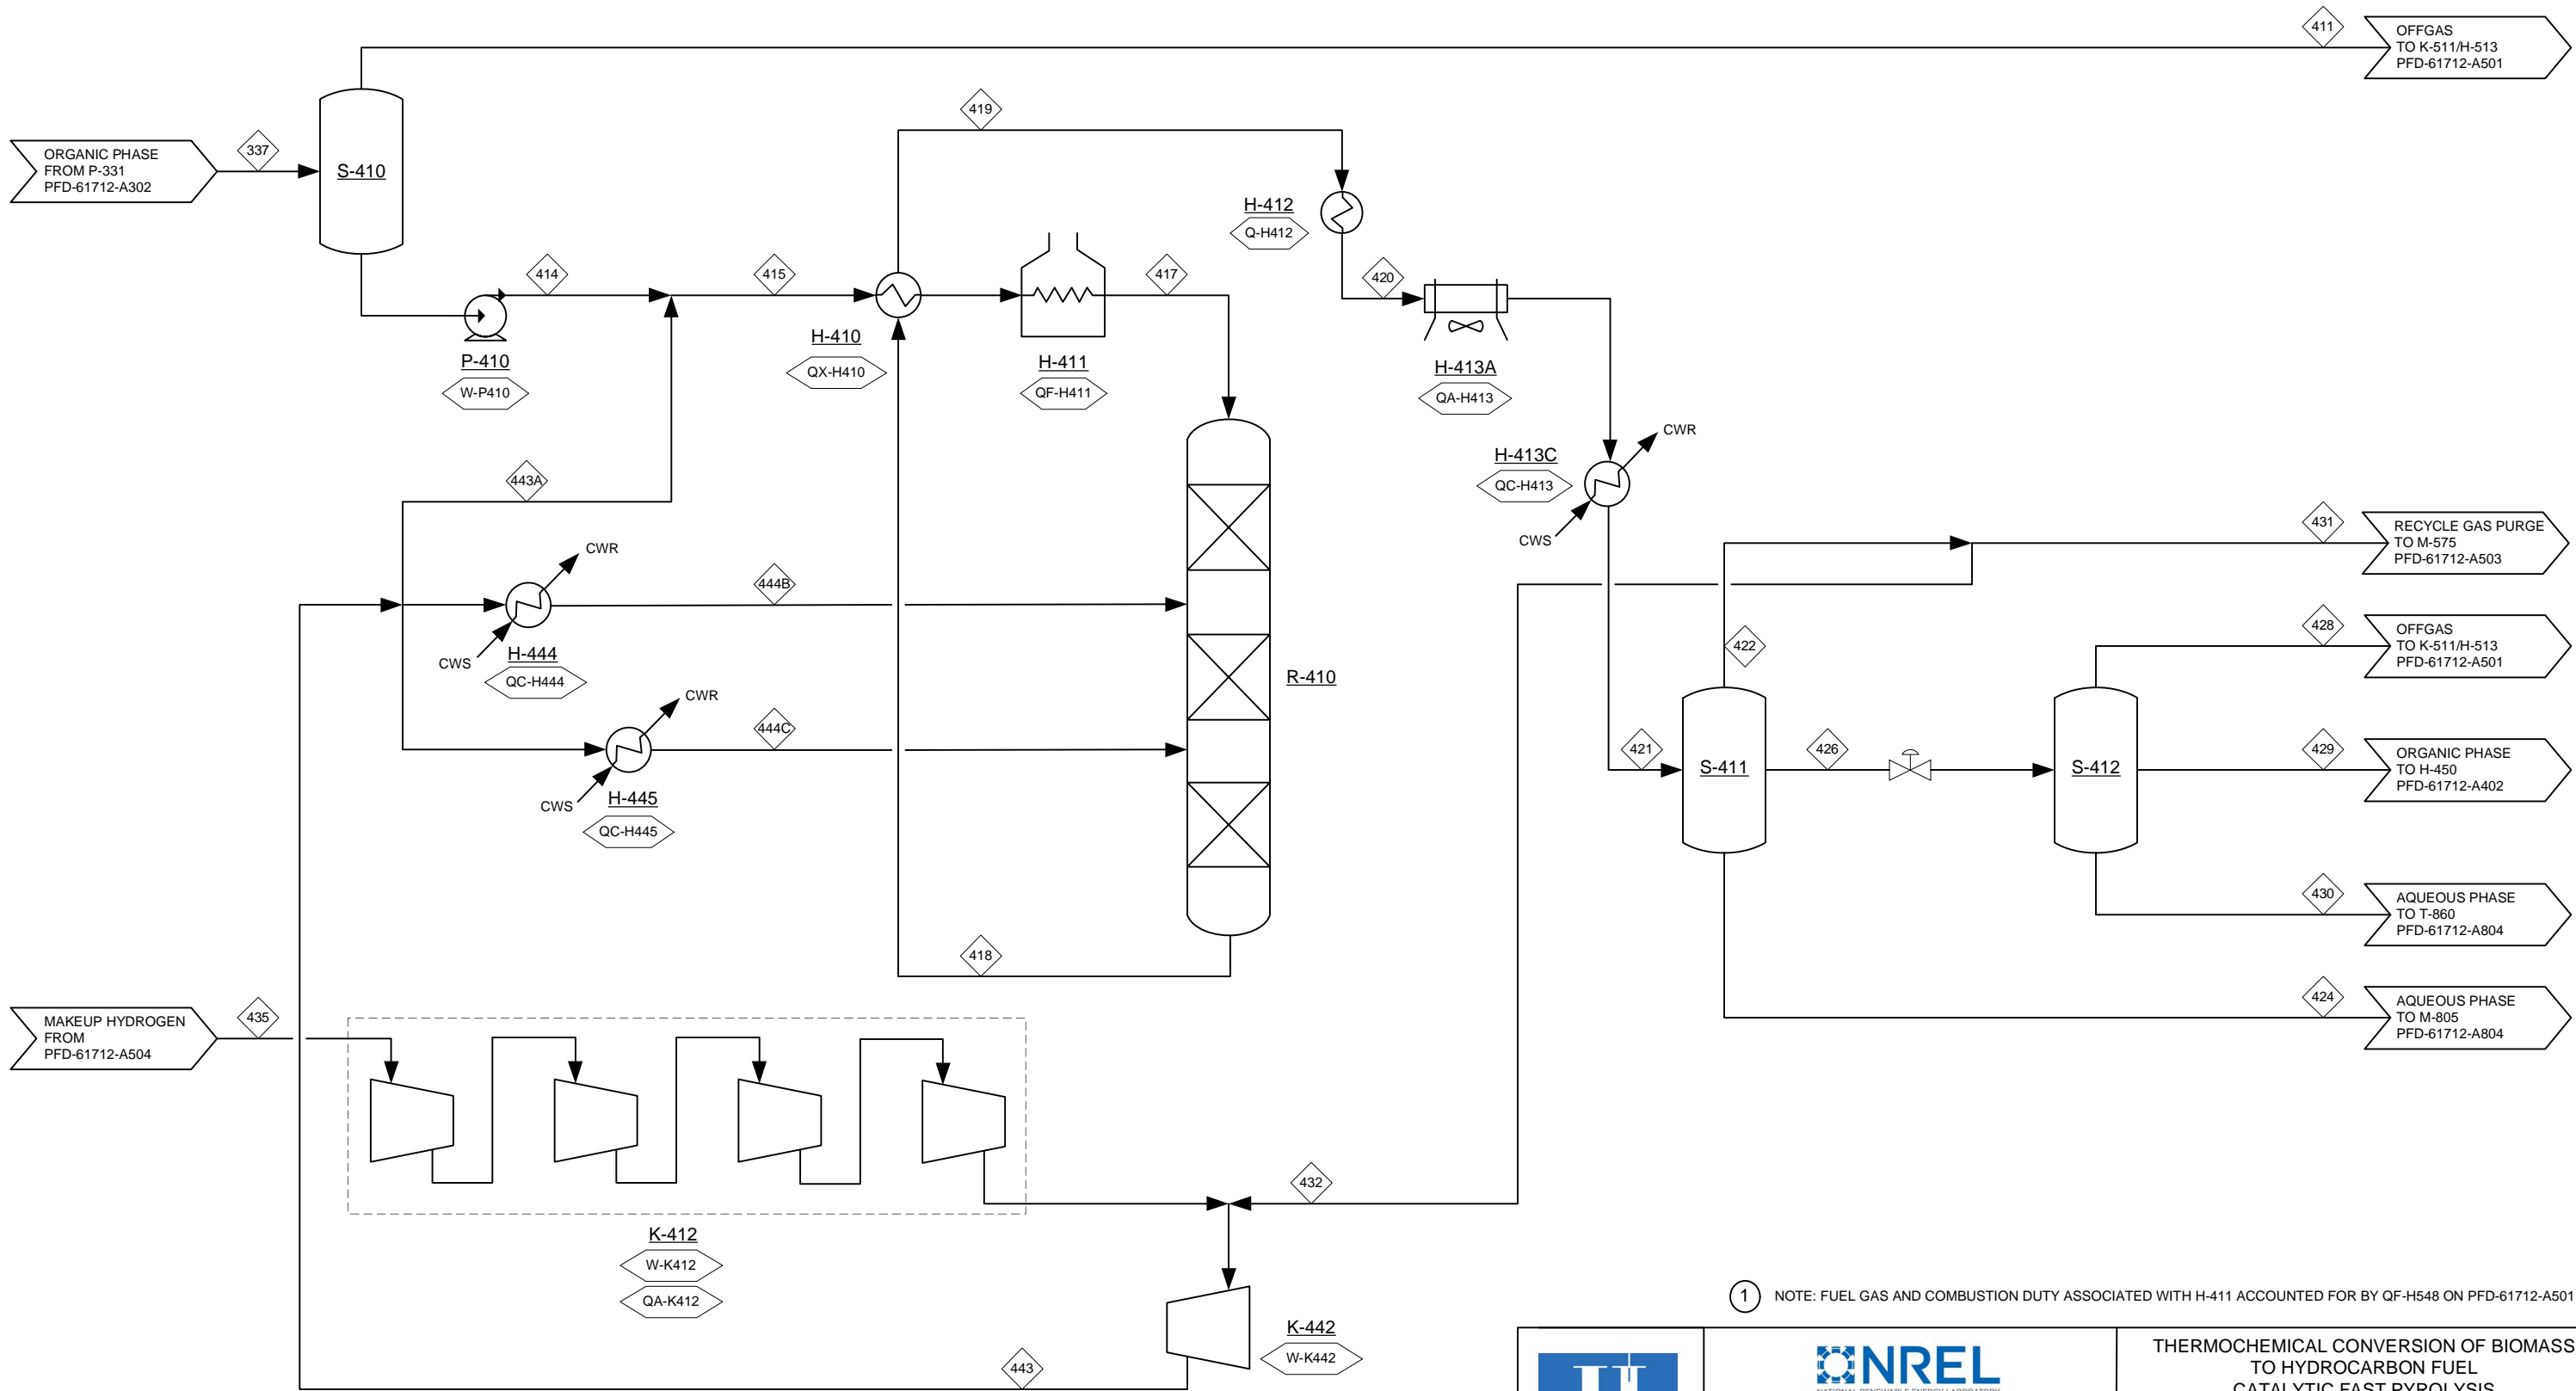 411
OFFGAS
TO K-511/H-513
PFD-61712-A501
419
ORGANIC PHASE
FROM P-331
PFD-61712-A302
337
S-410
H-412
Q-H412
414
415
417
420
P-410
W-P410
H-410
QX-H410
H-411
QF-H411
H-413A
QA-H413
CWR
H-413C
QC-H413
CWS
443A
CWR
444B
CWS
H-444
QC-H444
CWR
444C
CWS
H-445
QC-H445
R-410
431
RECYCLE GAS PURGE
TO M-575
PFD-61712-A503
422
428
OFFGAS
TO K-511/H-513
PFD-61712-A501
421
S-411
426
S-412
429
ORGANIC PHASE
TO H-450
PFD-61712-A402
430
AQUEOUS PHASE
TO T-860
PFD-61712-A804
418
424
AQUEOUS PHASE
TO M-805
PFD-61712-A804
MAKEUP HYDROGEN
FROM
PFD-61712-A504
435
432
K-412
W-K412
QA-K412
K-442
W-K442
443
1 NOTE: FUEL GAS AND COMBUSTION DUTY ASSOCIATED WITH H-411 ACCOUNTED FOR BY QF-H548 ON PFD-61712-A501
NREL
NATIONAL RENEWABLE ENERGY LABORATORY
THERMOCHEMICAL CONVERSION OF BIOMASS
TO HYDROCARBON FUEL
CATALYTIC FAST PYROLYSIS